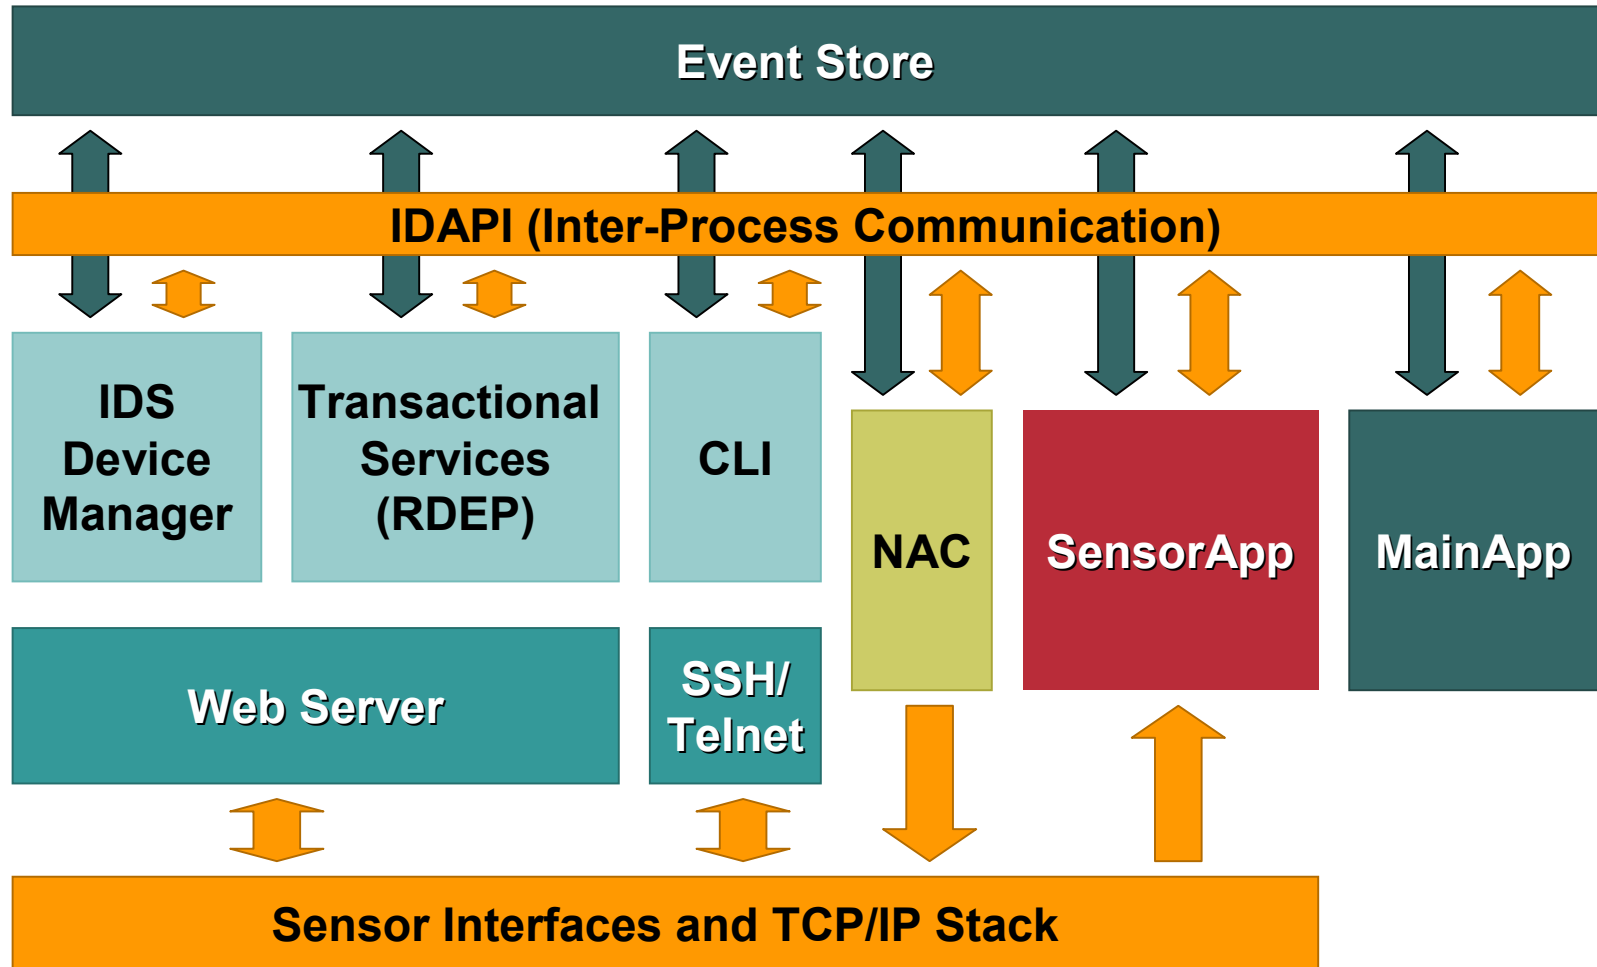 Event Store
IDAPI (Inter-Process Communication)
IDS
Device
Manager
Transactional
Services
(RDEP)
CLI
NAC
SensorApp
MainApp
Web Server
SSH/
Telnet
Sensor Interfaces and TCP/IP Stack